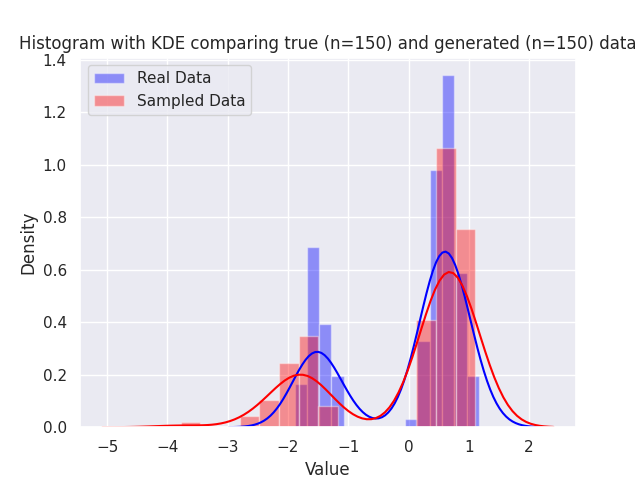 Histogram with KDE comparing true (n=150) and generated (n=150) data
Real Data
Sampled Data
Density
1.4
1.2
1.0
0.8
0.6
0.4
0.2
0.0
−5 −4 −3 −2 −1 0 1 2
Value